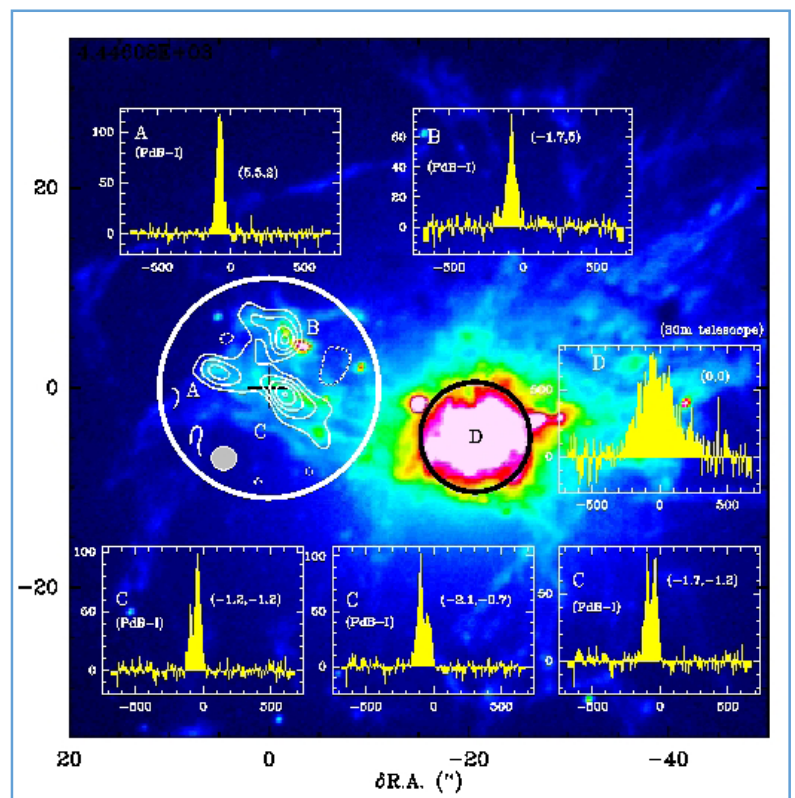 4.44608E+03
A
(PdB-I)
(5.5,2)
100
50
0
-500 0 500
B
(PdB-I)
(-1.7,5)
60
40
20
0
-500 0 500
20
(30m telescope)
D
(0,0)
500
0
-500 0 500
B
A
C
D
0
-20
C
(PdB-I)
(-1.2,-1.2)
100
50
0
-500 0 500
C
(PdB-I)
(-2.1,-0.7)
100
50
0
-500 0 500
C
(PdB-I)
(-1.7,-1.2)
50
0
-500 0 500
20 0 -20 -40
δR.A. (")